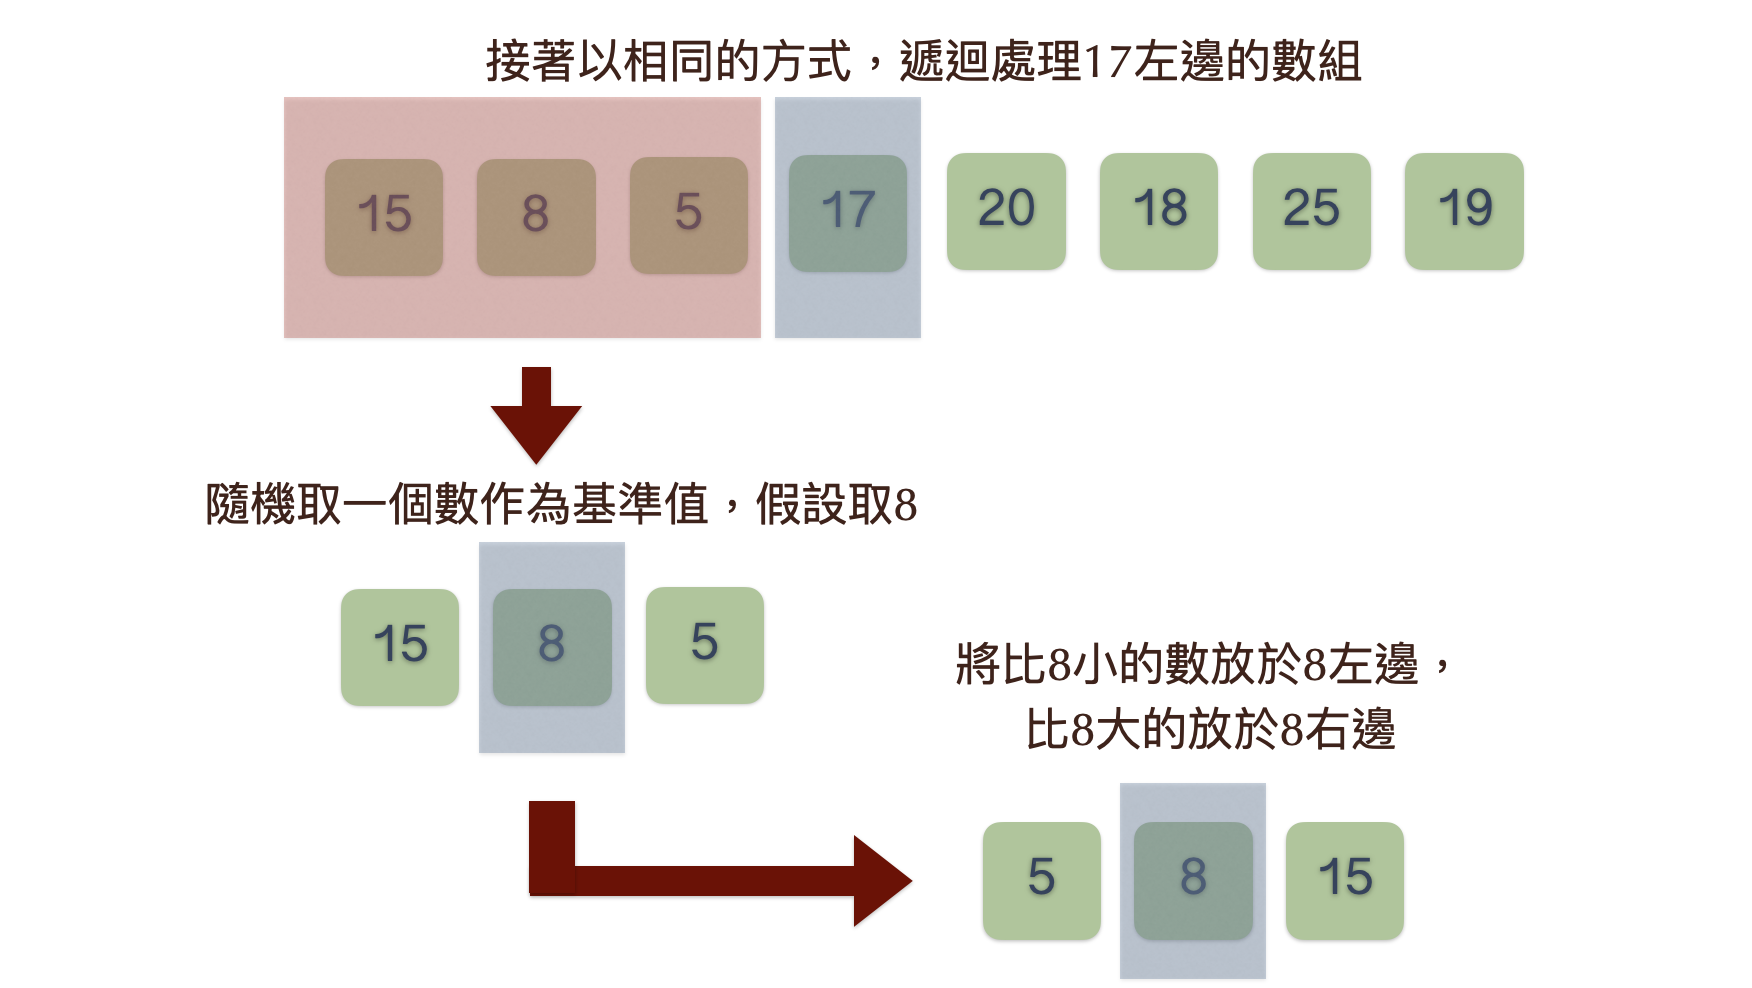 接著以相同的方式，遞迴處理17左邊的數組
15 8 5 17 20 18 25 19
隨機取一個數作為基準值，假設取8
15 8 5
將比8小的數放於8左邊，
比8大的放於8右邊
5 8 15